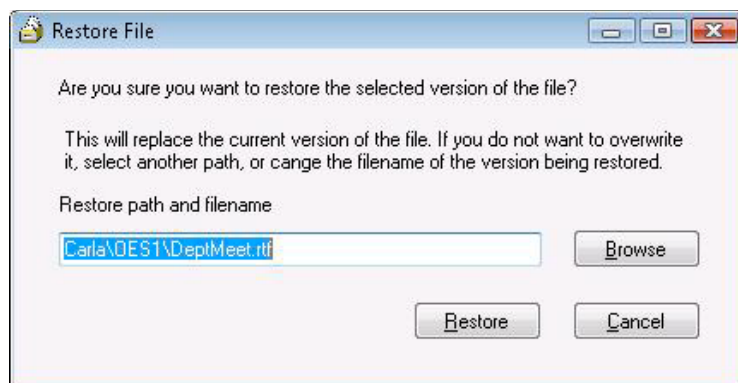 Restore File
Are you sure you want to restore the selected version of the file?
This will replace the current version of the file. If you do not want to overwrite
it, select another path, or cange the filename of the version being restored.
Restore path and filename
Carla\OES1\DeptMeet.rtf
Browse
Restore
Cancel